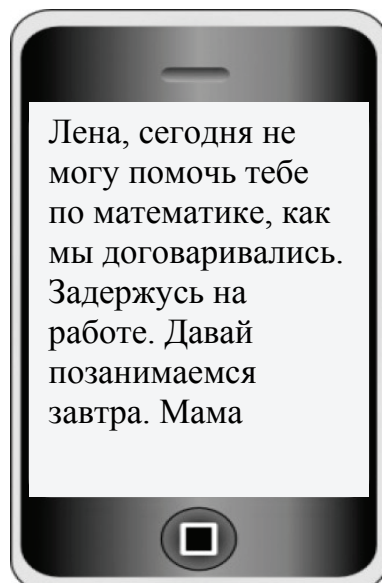 Лена, сегодня не
могу помочь тебе
по математике, как
мы договаривались.
Задержусь на
работе. Давай
позанимаемся
завтра. Мама